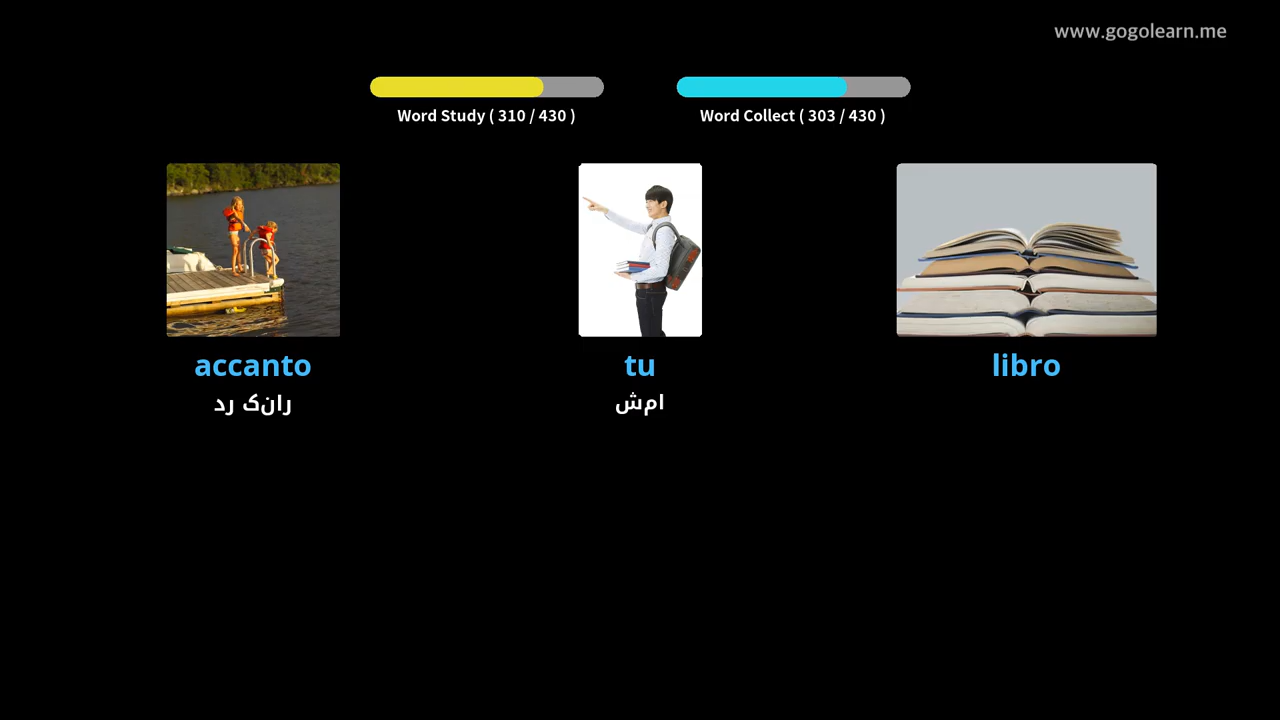 www.gogolearn.me
Word Study ( 310 / 430 )
Word Collect ( 303 / 430 )
accanto
رانک رد
tu
امش
libro